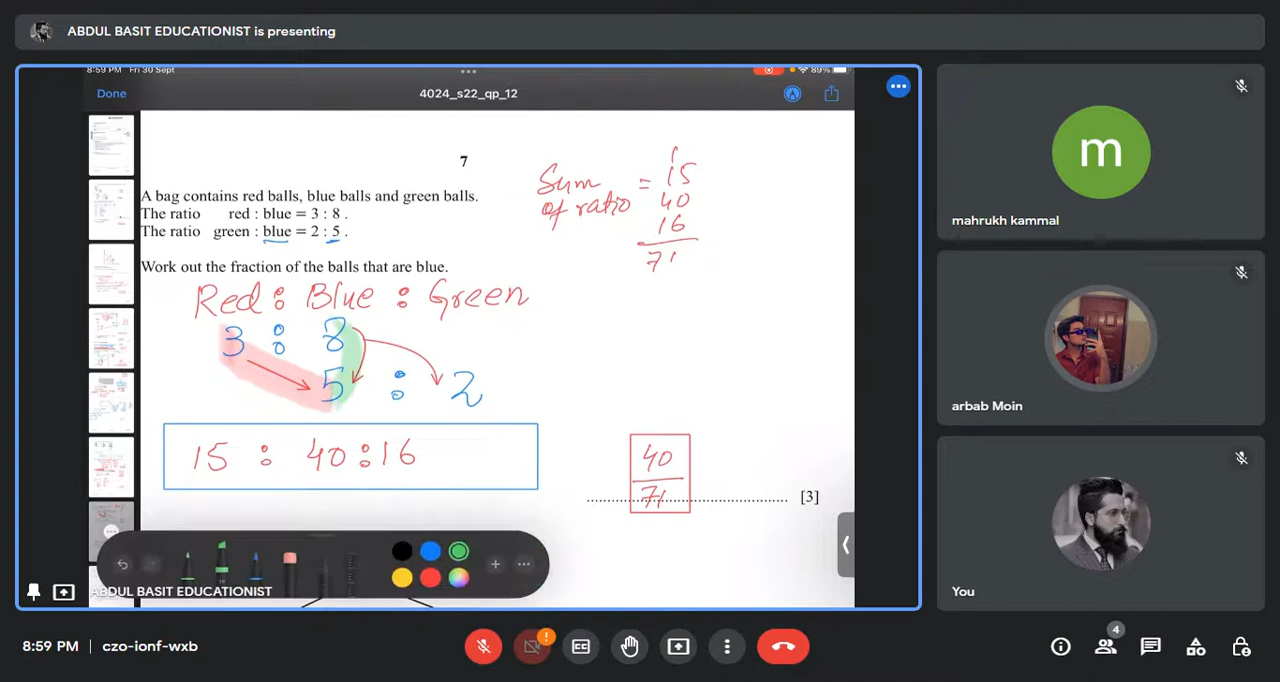 ABDUL BASIT EDUCATIONIST is presenting
8:59 PM Fri 30 Sept
89%
Done
4024_s22_qp_12
7
A bag contains red balls, blue balls and green balls.
The ratio red : blue = 3 : 8 .
The ratio green : blue = 2 : 5 .
Work out the fraction of the balls that are blue.
Sum of ratio =
1
15
40
16
71
Red : Blue : Green
3 : 8
5 : 2
15 : 40 : 16
40
71
[3]
ABDUL BASIT EDUCATIONIST
m
mahrukh kammal
arbab Moin
You
8:59 PM | czo-ionf-wxb
!
CC
4